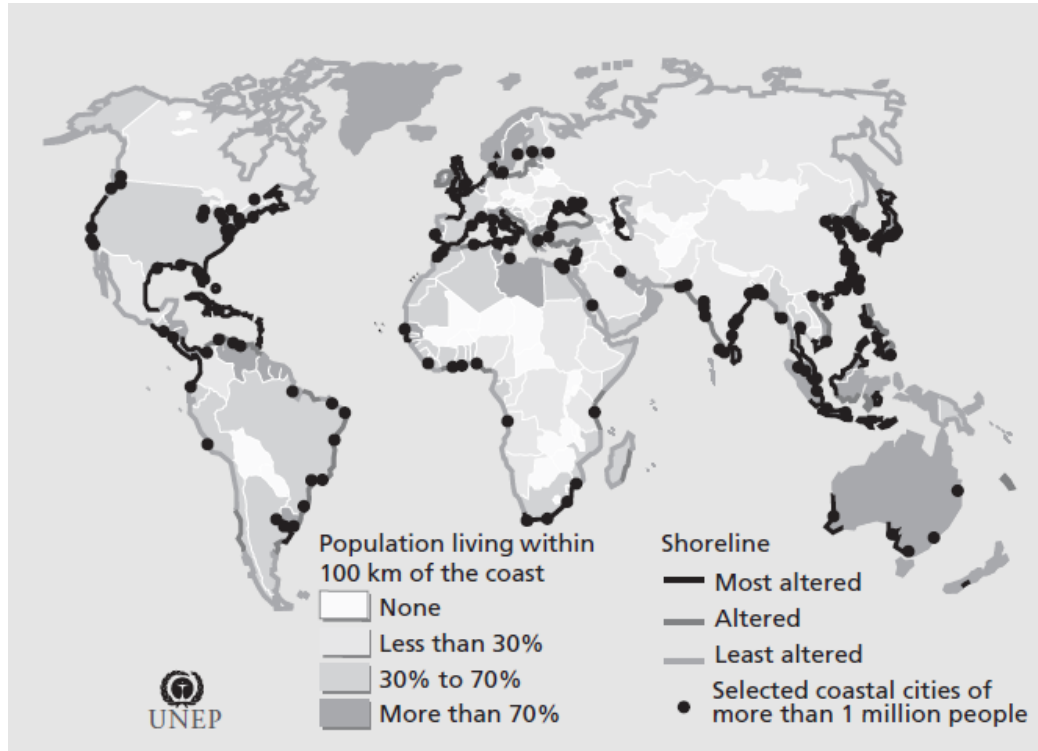 Population living within
100 km of the coast
None
Less than 30%
30% to 70%
More than 70%
Shoreline
Most altered
Altered
Least altered
Selected coastal cities of
more than 1 million people
UNEP